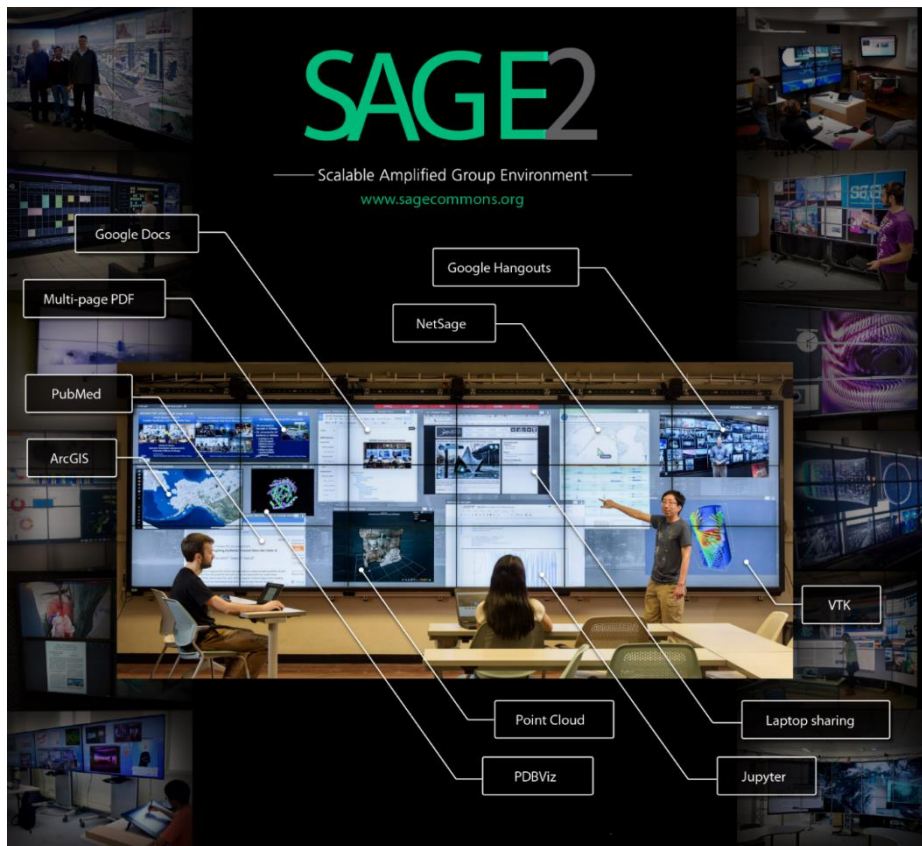 SAGE2
Scalable Amplified Group Environment
www.sagecommons.org
Google Docs
Google Hangouts
Multi-page PDF
NetSage
PubMed
ArcGIS
VTK
Point Cloud
Laptop sharing
PDBViz
Jupyter